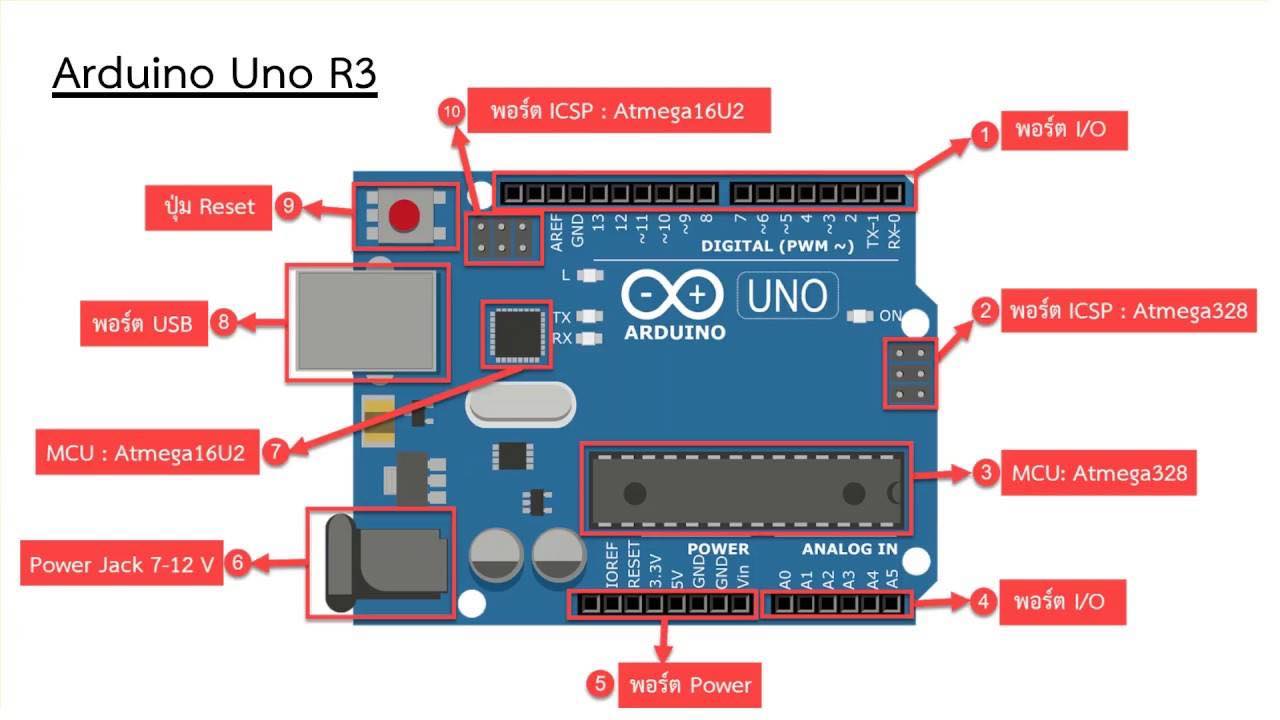 Arduino Uno R3
10 พอร์ต ICSP : Atmega16U2
1 พอร์ต I/O
ปุ่ม Reset 9
AREF GND 13 12 ~11 ~10 ~9 8 7 ~6 ~5 4 ~3 2 TX-1 RX-0
DIGITAL (PWM ~)
L
UNO
ARDUINO
TX
RX
ON
2 พอร์ต ICSP : Atmega328
พอร์ต USB 8
MCU : Atmega16U2 7
3 MCU: Atmega328
Power Jack 7-12 V 6
POWER
ANALOG IN
IOREF RESET 3.3V 5V GND GND Vin
A0 A1 A2 A3 A4 A5
4 พอร์ต I/O
5 พอร์ต Power